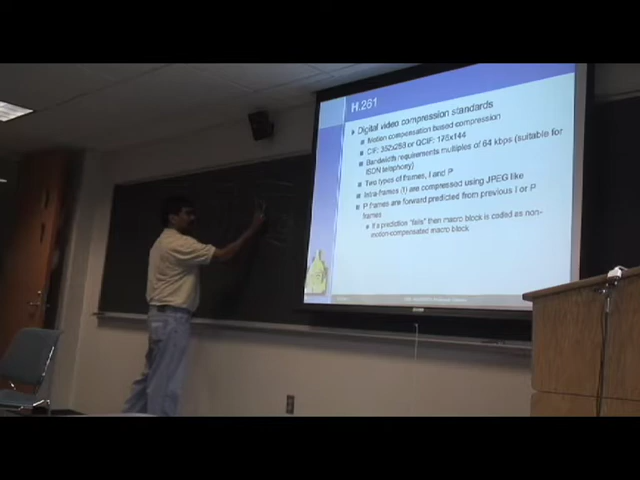 H.261
Digital video compression standards
Motion compensation based compression
CIF: 352x288 or QCIF: 176x144
Bandwidth requirements multiples of 64 kbps (suitable for
ISDN telephony)
Two types of frames, I and P
Intra-frames (I) are compressed using JPEG like
P frames are forward predicted from previous I or P
frames
If a prediction "fails" then macro block is coded as non-
motion-compensated macro block